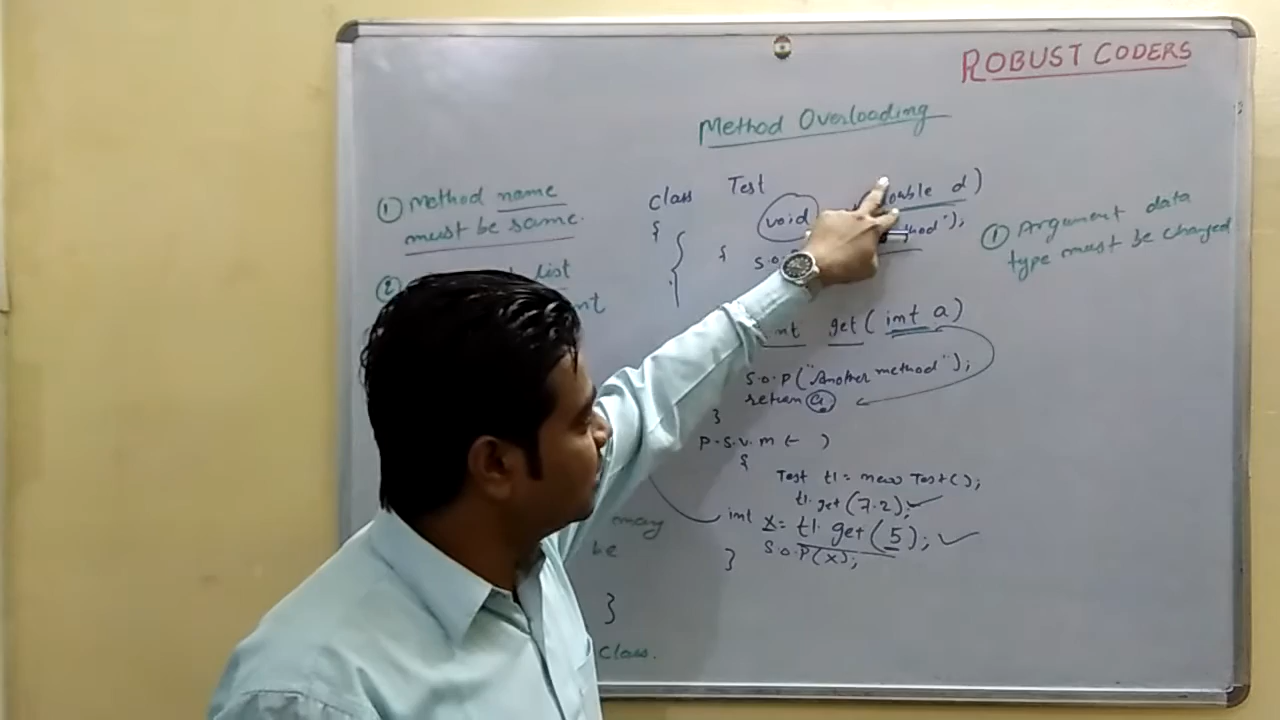 ROBUST CODERS
Method Overloading
① Method name
must be same.
②
list
class Test
{
void double d)
{ S.O.
hod");
get( int a)
S.O.P("Another method");
return a;
}
P.S.V.M (- )
{
Test t1 = new Test();
t1.get(7.2);
int x = t1.get(5);
S.O.P(x);
}
may
be
}
class.
① Argument data
type must be changed